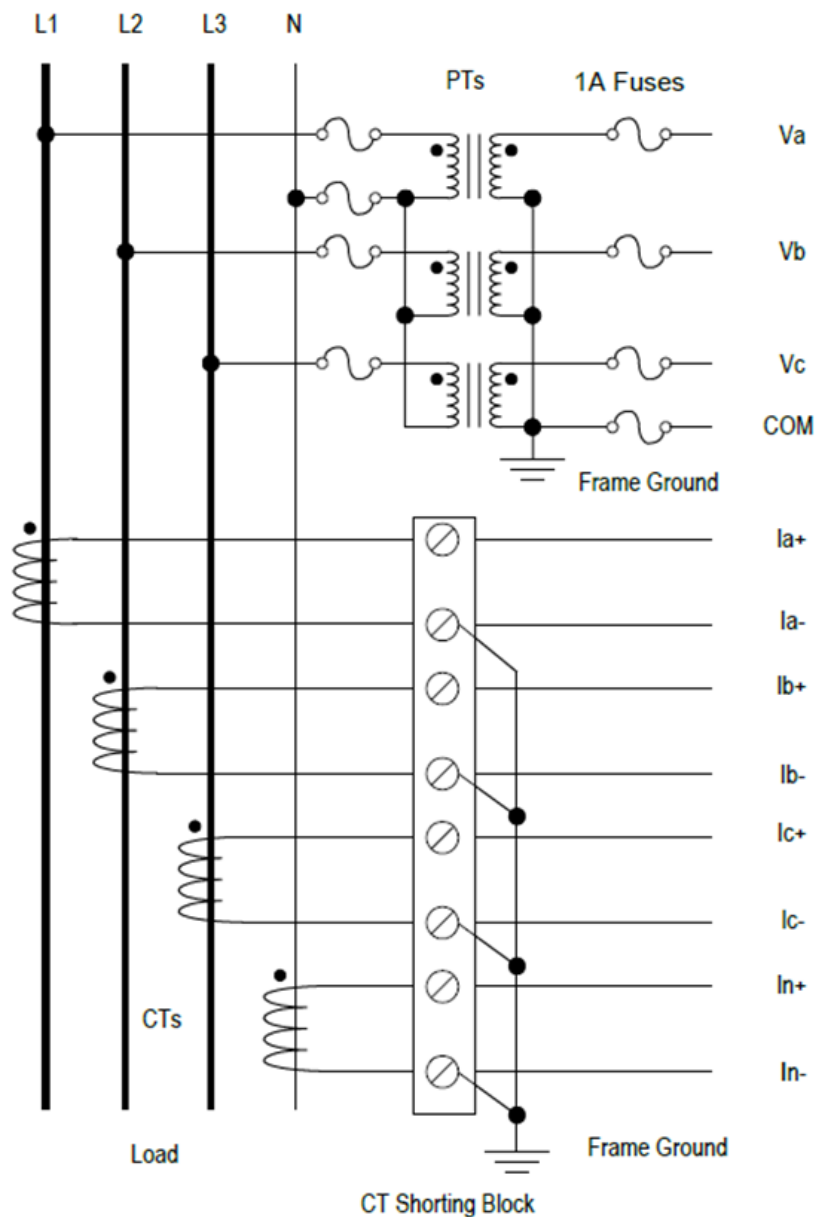 L1 L2 L3 N
PTs 1A Fuses
Va
Vb
Vc
COM
Frame Ground
Ia+
Ia-
Ib+
Ib-
Ic+
Ic-
In+
CTs
In-
Load
Frame Ground
CT Shorting Block